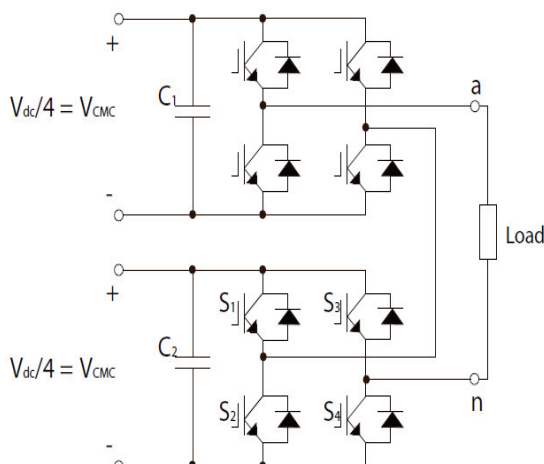 +
Vdc/4 = VCMC
C1
a
-
Load
+
S1
S3
C2
Vdc/4 = VCMC
n
S2
S4
-